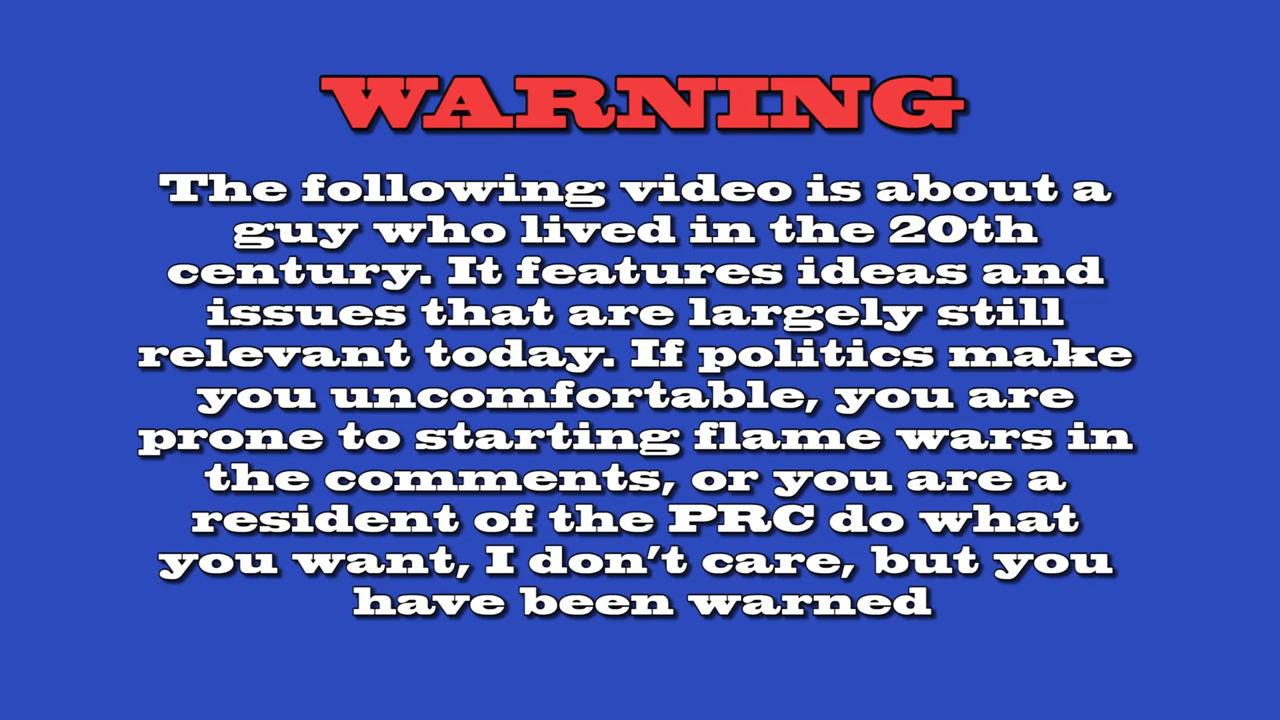 WARNING
The following video is about a
guy who lived in the 20th
century. It features ideas and
issues that are largely still
relevant today. If politics make
you uncomfortable, you are
prone to starting flame wars in
the comments, or you are a
resident of the PRC do what
you want, I don't care, but you
have been warned